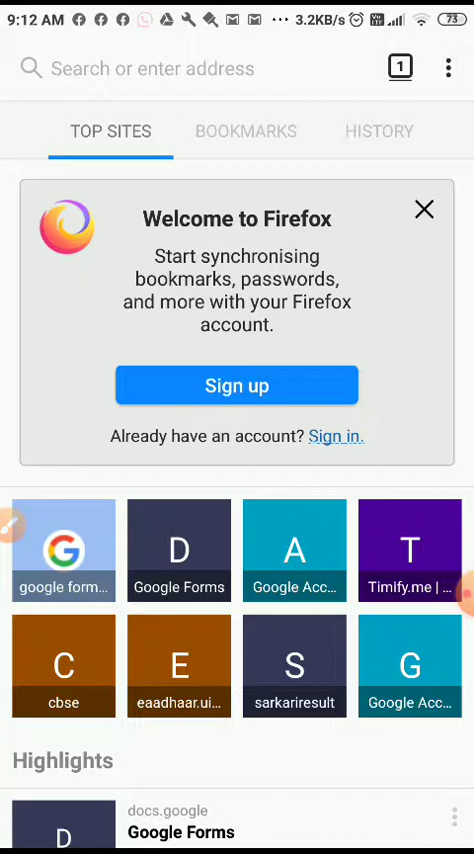 9:12 AM ... 3.2KB/s 73
Search or enter address 1
TOP SITES BOOKMARKS HISTORY
Welcome to Firefox
Start synchronising
bookmarks, passwords,
and more with your Firefox
account.
Sign up
Already have an account? Sign in.
G D A T
google form... Google Forms Google Acc... Timify.me | ...
C E S G
cbse eaadhaar.ui... sarkariresult Google Acc...
Highlights
docs.google
D Google Forms